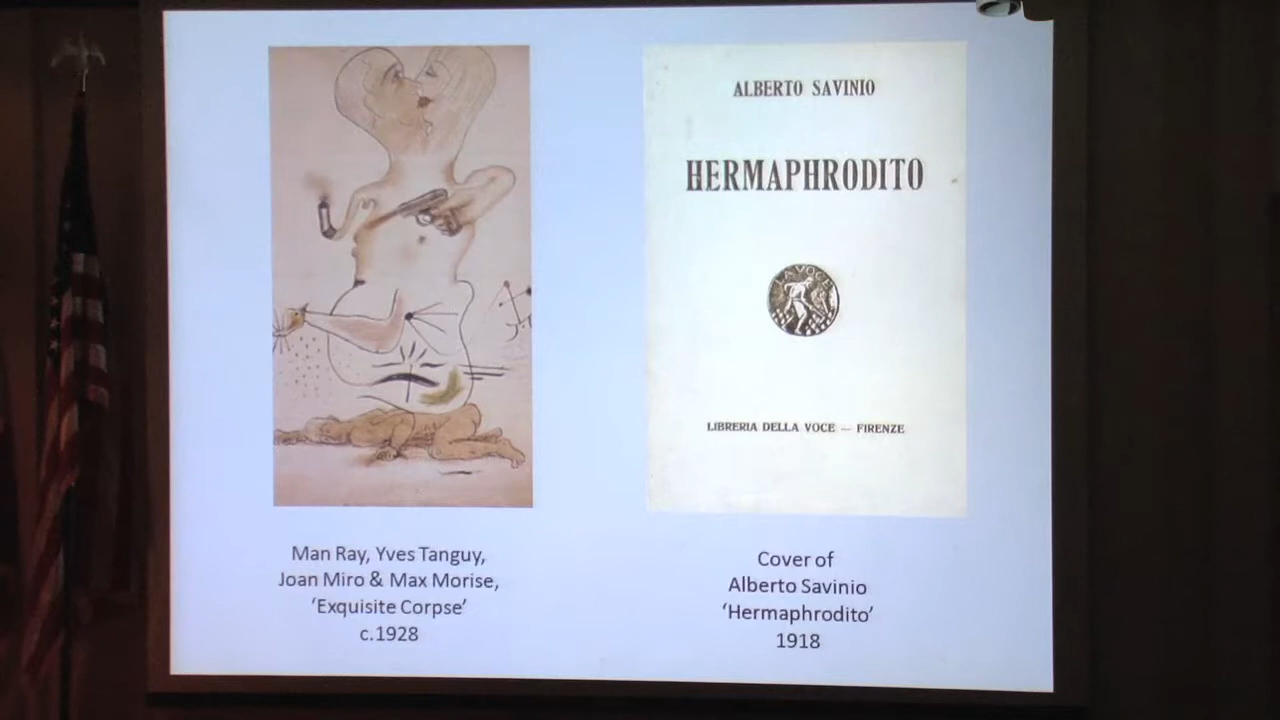 ALBERTO SAVINIO
HERMAPHRODITO
LA VOCE
LIBRERIA DELLA VOCE — FIRENZE
Man Ray, Yves Tanguy,
Joan Miro & Max Morise,
‘Exquisite Corpse’
c.1928
Cover of
Alberto Savinio
‘Hermaphrodito’
1918